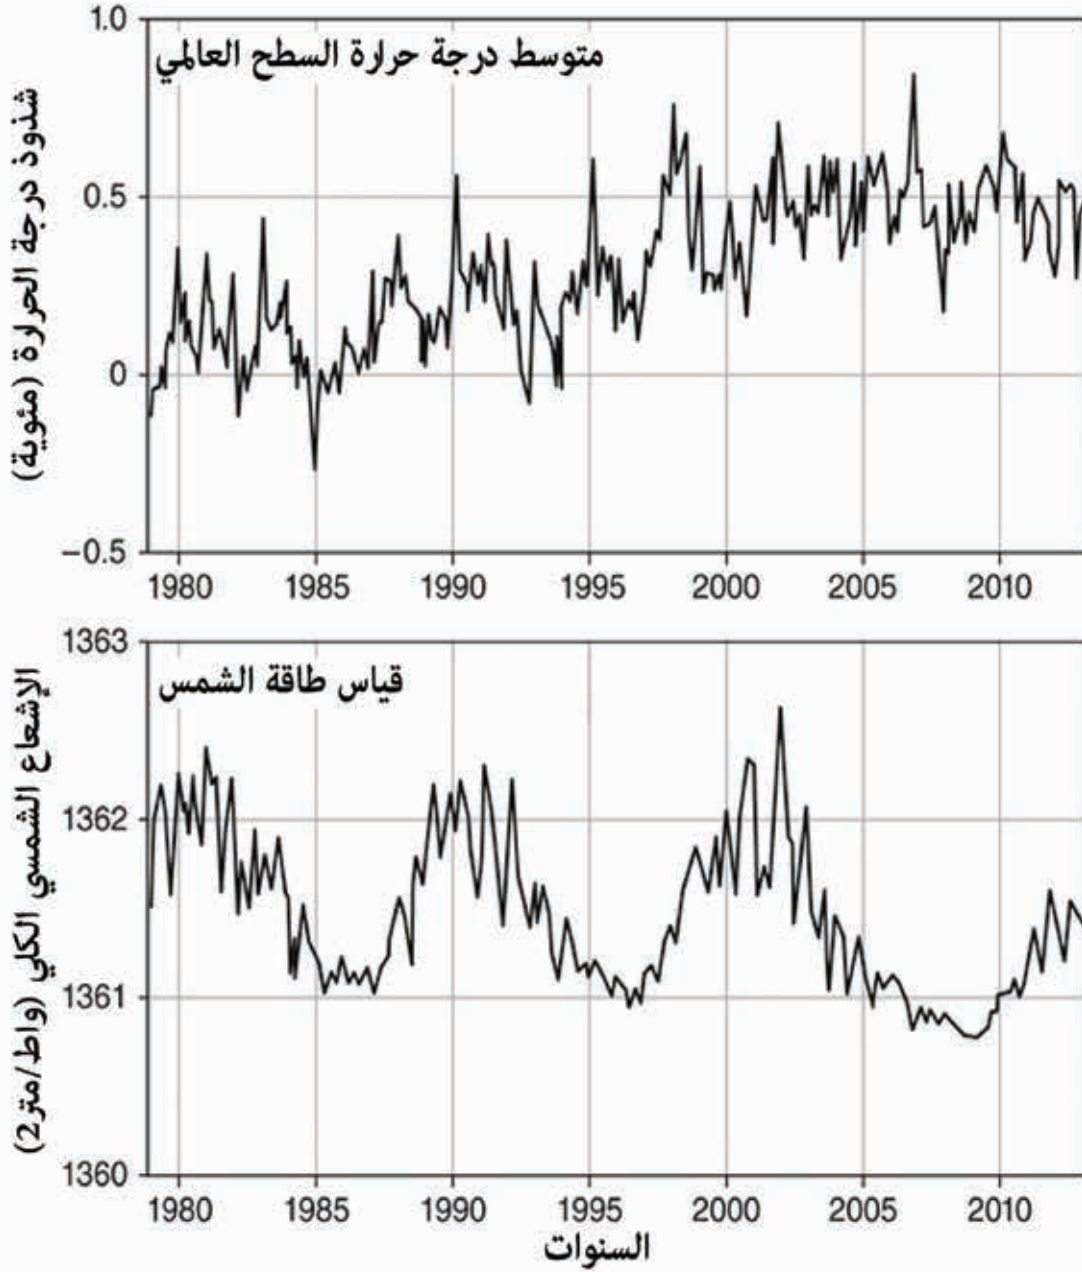 متوسط درجة حرارة السطح العالمي
شذوذ درجة الحرارة (مئوية)
1.0
0.5
0
−0.5
1980 1985 1990 1995 2000 2005 2010
قياس طاقة الشمس
الإشعاع الشمسي الكلي (واط/متر2)
1363
1362
1361
1360
1980 1985 1990 1995 2000 2005 2010
السنوات